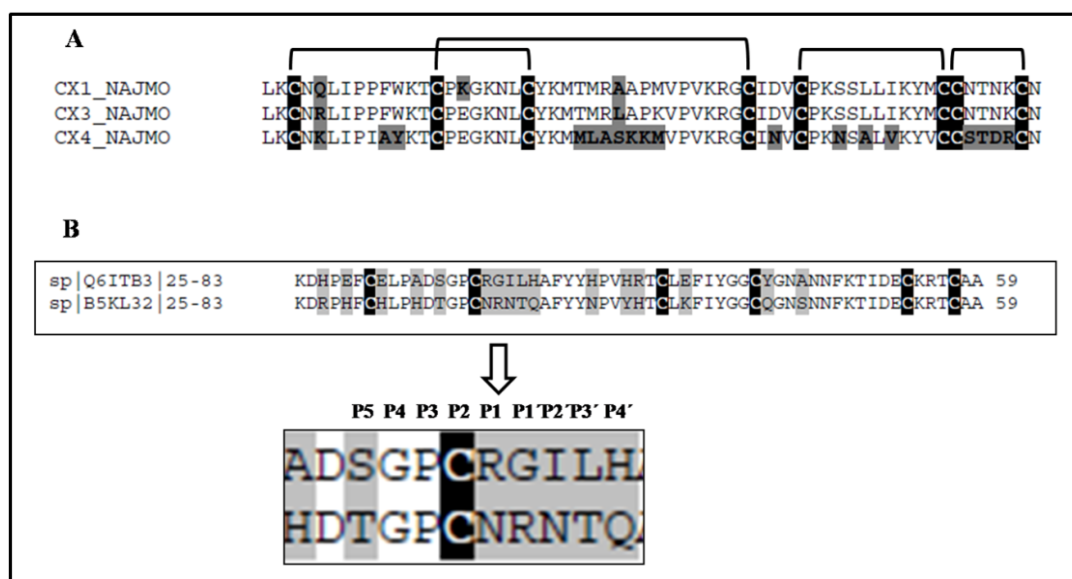 A
CX1_NAJMO LKCNQLIPPFWKTCPKGKNLCYKMTMRAAPMVPVKRGCIDVCPKSSLLIKYMCCNTNKCN
CX3_NAJMO LKCNRLIPPFWKTCPEGKNLCYKMTMRLAPKVPVKRGCIDVCPKSSLLIKYMCCNTNKCN
CX4_NAJMO LKCNKLIPIAYKTCPEGKNLCYKMMLASKKMVPVKRGCINVCPKNSALVKYVCCSTDRCN
B
sp|Q6ITB3|25-83 KDHPEFCELPADSGPCRGILHAFYYHPVHRTCLEFIYGGCYGNANNFKTIDECKRTCAA 59
sp|B5KL32|25-83 KDRPHFCHLPHDTGPCNRNTQAFYYNPVYHTCLKFIYGGCQGNSNNFKTIDECKRTCAA 59
P5 P4 P3 P2 P1 P1´ P2´ P3´ P4´
ADSGPCRGILHA
HDTGPCNRNTQA